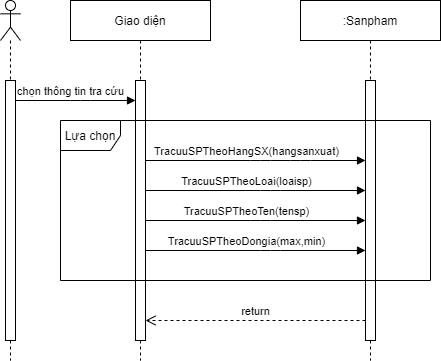 Giao diện
:Sanpham
chọn thông tin tra cứu
Lựa chọn
TracuuSPTheoHangSX(hangsanxuat)
TracuuSPTheoLoai(loaisp)
TracuuSPTheoTen(tensp)
TracuuSPTheoDongia(max,min)
return